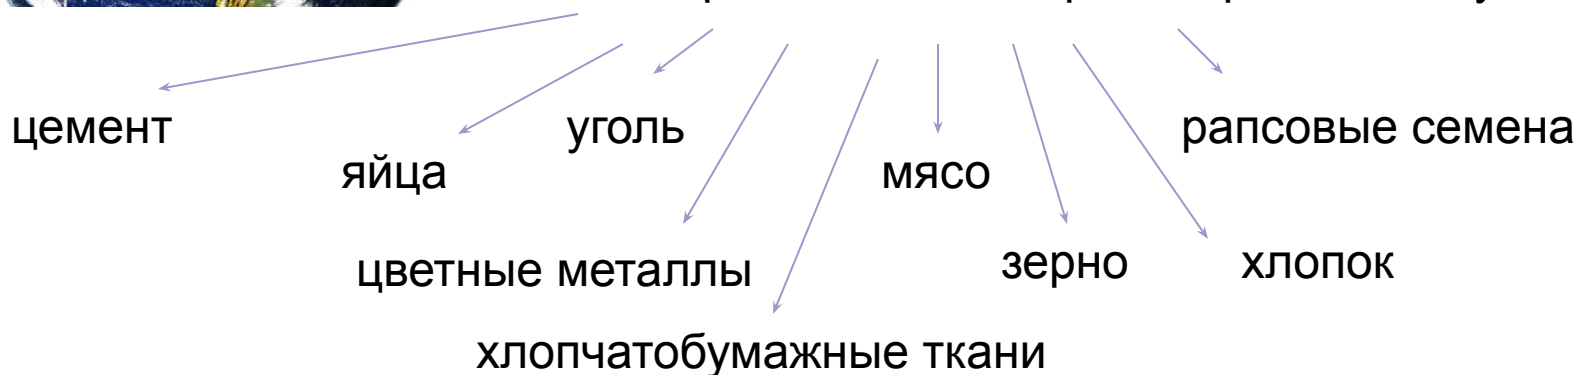 цемент
уголь
рапсовые семена
яйца
мясо
цветные металлы
зерно
хлопок
хлопчатобумажные ткани